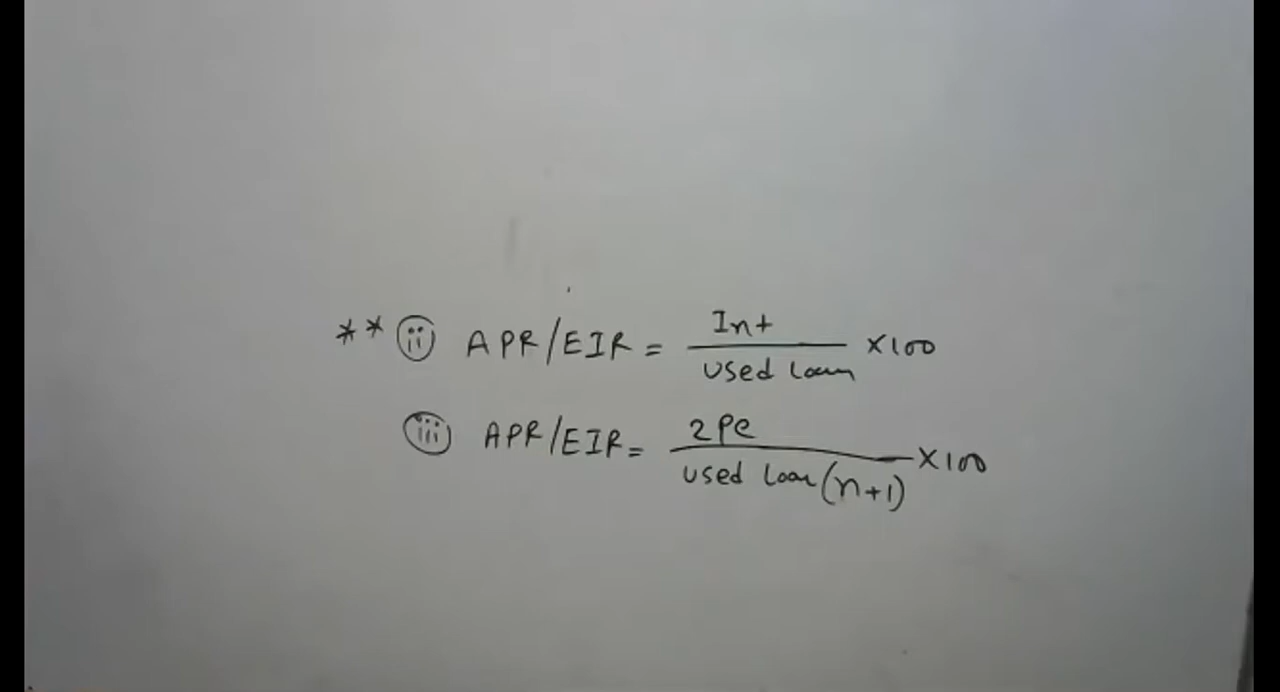 ** (ii) APR/EIR = Int / Used Loan ×100
(iii) APR/EIR = 2Pe / Used Loan (n+1) ×100